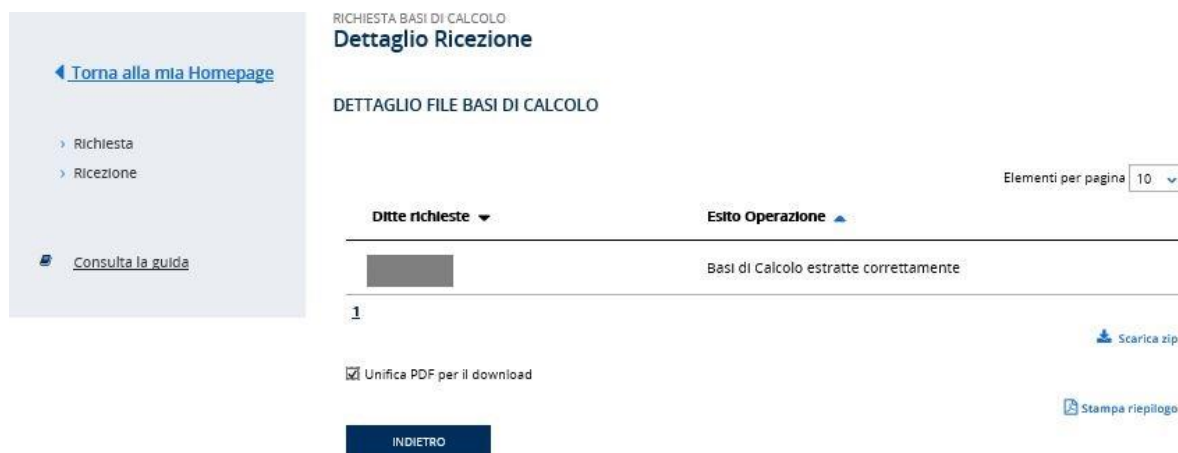 RICHIESTA BASI DI CALCOLO
Dettaglio Ricezione
Torna alla mia Homepage
Richiesta
Ricezione
Consulta la guida
DETTAGLIO FILE BASI DI CALCOLO
Elementi per pagina 10
Ditte richieste Esito Operazione
Basi di Calcolo estratte correttamente
1
Scarica zip
Unifica PDF per il download
Stampa riepilogo
INDIETRO